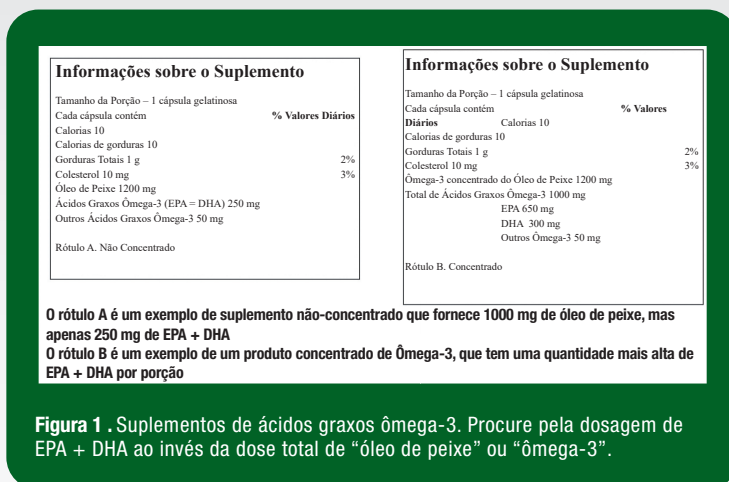 Informações sobre o Suplemento
Tamanho da Porção – 1 cápsula gelatinosa
Cada cápsula contém % Valores Diários
Calorias 10
Calorias de gorduras 10
Gorduras Totais 1 g 2%
Colesterol 10 mg 3%
Óleo de Peixe 1200 mg
Ácidos Graxos Ômega-3 (EPA = DHA) 250 mg
Outros Ácidos Graxos Ômega-3 50 mg
Rótulo A. Não Concentrado
Informações sobre o Suplemento
Tamanho da Porção – 1 cápsula gelatinosa
Cada cápsula contém % Valores
Diários Calorias 10
Calorias de gorduras 10
Gorduras Totais 1 g 2%
Colesterol 10 mg 3%
Ômega-3 concentrado do Óleo de Peixe 1200 mg
Total de Ácidos Graxos Ômega-3 1000 mg
EPA 650 mg
DHA 300 mg
Outros Ômega-3 50 mg
Rótulo B. Concentrado
O rótulo A é um exemplo de suplemento não-concentrado que fornece 1000 mg de óleo de peixe, mas
apenas 250 mg de EPA + DHA
O rótulo B é um exemplo de um produto concentrado de Ômega-3, que tem uma quantidade mais alta de
EPA + DHA por porção
Figura 1 . Suplementos de ácidos graxos ômega-3. Procure pela dosagem de
EPA + DHA ao invés da dose total de “óleo de peixe” ou “ômega-3”.